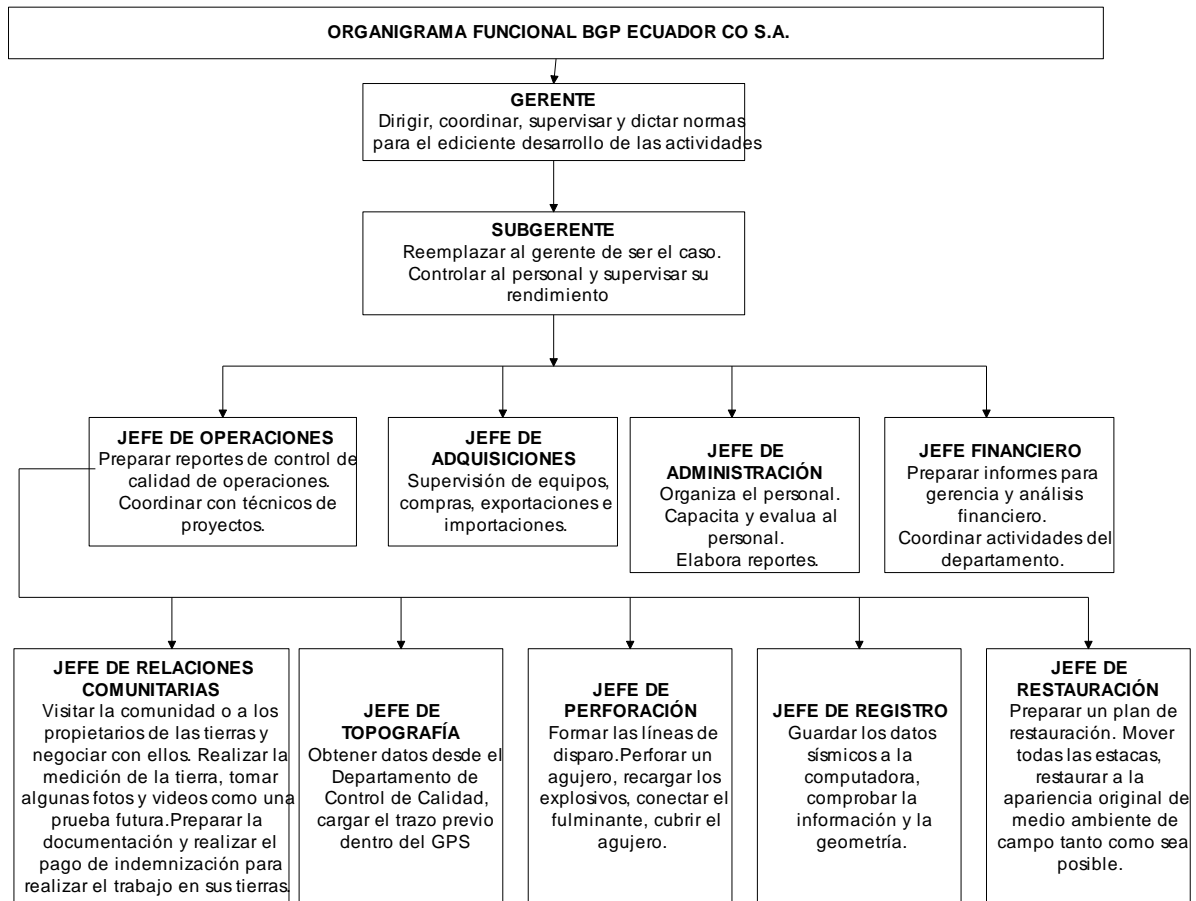 ORGANIGRAMA FUNCIONAL BGP ECUADOR CO S.A.
GERENTE
Dirigir, coordinar, supervisar y dictar normas
para el ediciente desarrollo de las actividades
SUBGERENTE
Reemplazar al gerente de ser el caso.
Controlar al personal y supervisar su
rendimiento
JEFE DE OPERACIONES
Preparar reportes de control de
calidad de operaciones.
Coordinar con técnicos de
proyectos.
JEFE DE
ADQUISICIONES
Supervisión de equipos,
compras, exportaciones e
importaciones.
JEFE DE
ADMINISTRACIÓN
Organiza el personal.
Capacita y evalua al
personal.
Elabora reportes.
JEFE FINANCIERO
Preparar informes para
gerencia y análisis
financiero.
Coordinar actividades del
departamento.
JEFE DE RELACIONES
COMUNITARIAS
Visitar la comunidad o a los
propietarios de las tierras y
negociar con ellos. Realizar la
medición de la tierra, tomar
algunas fotos y videos como una
prueba futura.Preparar la
documentación y realizar el
pago de indemnización para
realizar el trabajo en sus tierras.
JEFE DE
TOPOGRAFÍA
Obtener datos desde el
Departamento de
Control de Calidad,
cargar el trazo previo
dentro del GPS
JEFE DE
PERFORACIÓN
Formar las líneas de
disparo.Perforar un
agujero, recargar los
explosivos, conectar el
fulminante, cubrir el
agujero.
JEFE DE REGISTRO
Guardar los datos
sísmicos a la
computadora,
comprobar la
información y la
geometría.
JEFE DE
RESTAURACIÓN
Preparar un plan de
restauración. Mover
todas las estacas,
restaurar a la
apariencia original de
medio ambiente de
campo tanto como sea
posible.